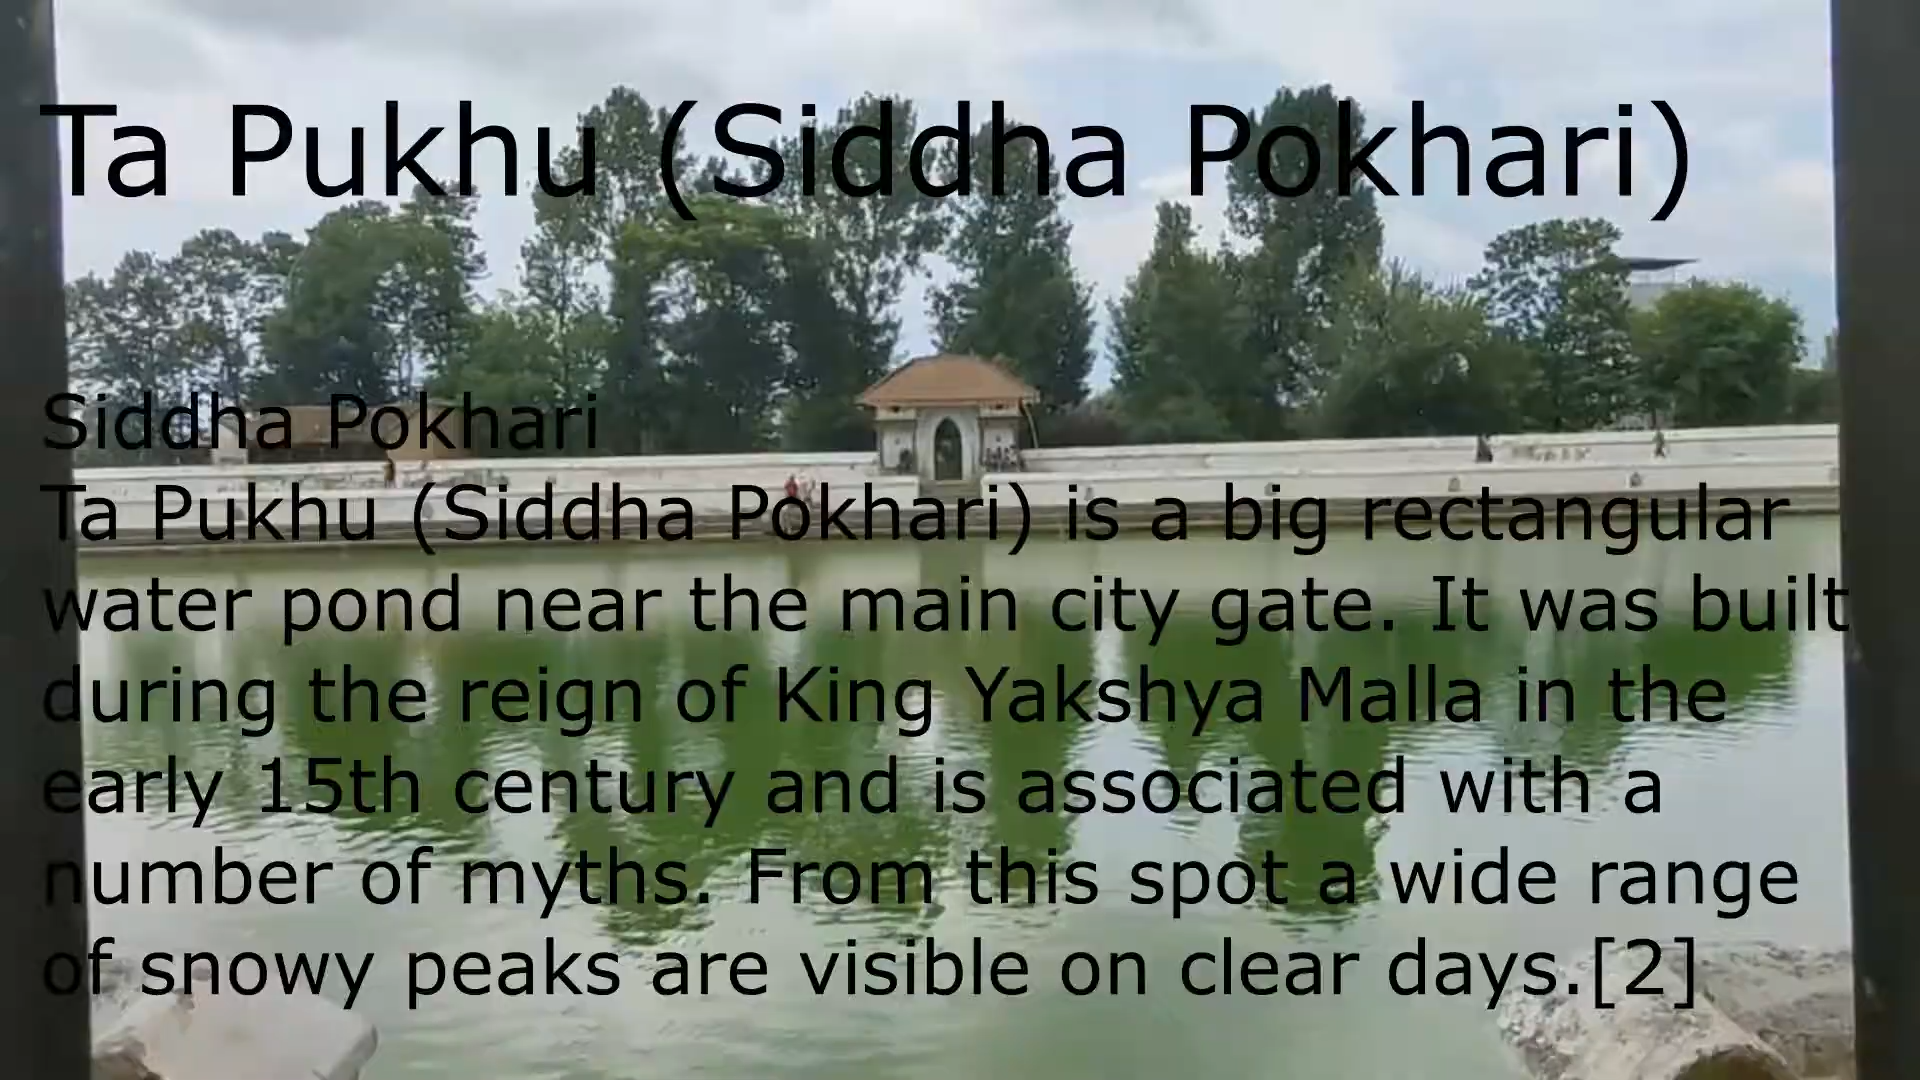 Ta Pukhu (Siddha Pokhari)
Siddha Pokhari
Ta Pukhu (Siddha Pokhari) is a big rectangular
water pond near the main city gate. It was built
during the reign of King Yakshya Malla in the
early 15th century and is associated with a
number of myths. From this spot a wide range
of snowy peaks are visible on clear days.[2]